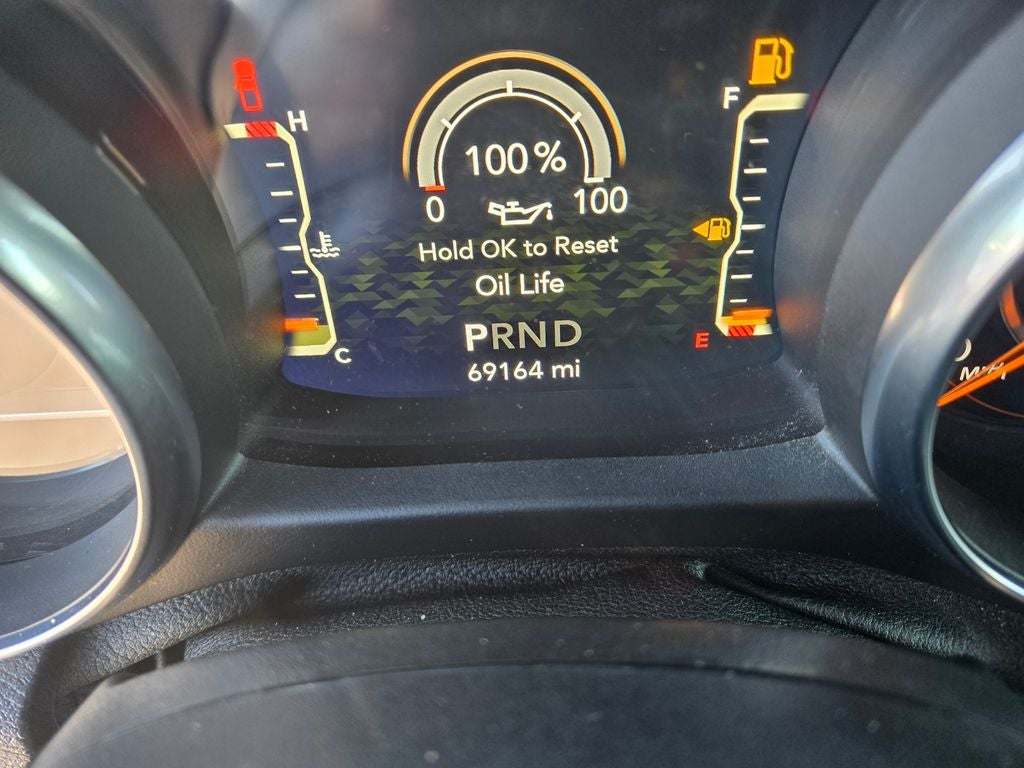 H
F
100%
0
100
Hold OK to Reset
Oil Life
PRND
E
C
69164 mi